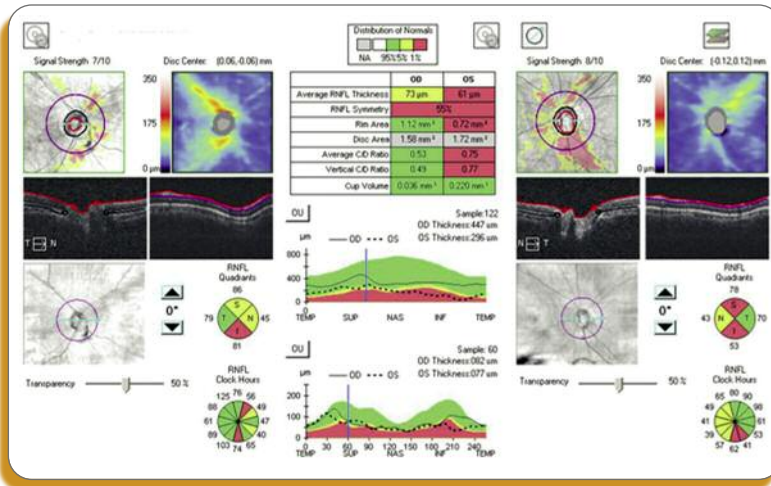 Distribution of Normals
NA 95% 5% 1%
Signal Strength 7/10
Disc Center: (0.06,-0.06) mm
350
175
0 µm
T N
OD OS
Average RNFL Thickness 73 µm 61 µm
RNFL Symmetry 55%
Rim Area 1.12 mm² 0.72 mm²
Disc Area 1.58 mm² 1.72 mm²
Average C/D Ratio 0.53 0.75
Vertical C/D Ratio 0.49 0.77
Cup Volume 0.036 mm³ 0.220 mm³
Signal Strength 8/10
Disc Center: (-0.12,0.12) mm
350
175
0 µm
T N
OU
Sample:122
OD Thickness:447 um
OS Thickness:296 um
µm
OD OS
800
400
0
TEMP SUP NAS INF TEMP
0°
RNFL
Quadrants
86
79 T S N I 45
81
RNFL
Clock Hours
125 76 56
88 49
61 47
89 40
103 74 65
Transparency 50 %
OU
Sample: 60
OD Thickness:082 um
OS Thickness:077 um
µm
OD OS
200
100
0
0 30 60 90 120 150 180 210 240
TEMP SUP NAS INF TEMP
0°
RNFL
Quadrants
78
43 N S T I 70
53
RNFL
Clock Hours
65 80 90
49 98
41 61
39 53
57 62 41
Transparency 50 %